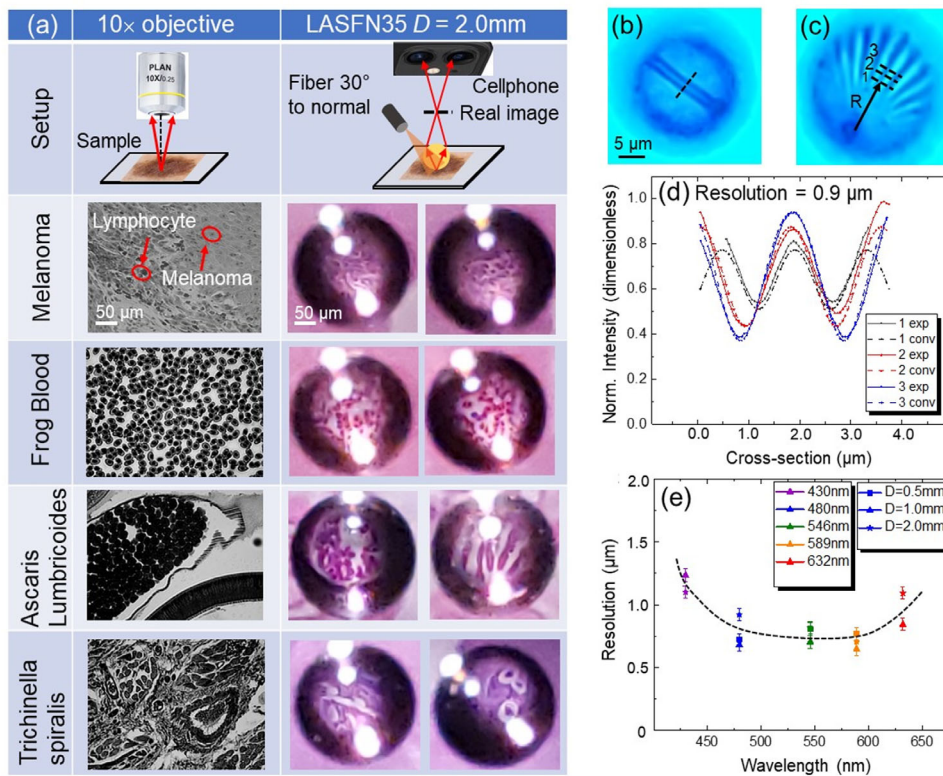 (a)
10× objective
LASFN35 D = 2.0mm
Setup
PLAN
10X/0.25
Sample
Fiber 30°
to normal
Cellphone
Real image
Melanoma
Lymphocyte
Melanoma
50 µm
50 µm
Frog Blood
Ascaris
Lumbricoides
Trichinella
spiralis
(b)
5 µm
(c)
3
2
1
R
(d)
Resolution = 0.9 µm
Norm. Intensity (dimensionless)
1.0
0.8
0.6
0.4
0.2
0.0
1 exp
1 conv
2 exp
2 conv
3 exp
3 conv
0.0 1.0 2.0 3.0 4.0
Cross-section (µm)
(e)
Resolution (µm)
2.0
1.5
1.0
0.5
0
430nm
480nm
546nm
589nm
632nm
D=0.5mm
D=1.0mm
D=2.0mm
450 500 550 600 650
Wavelength (nm)